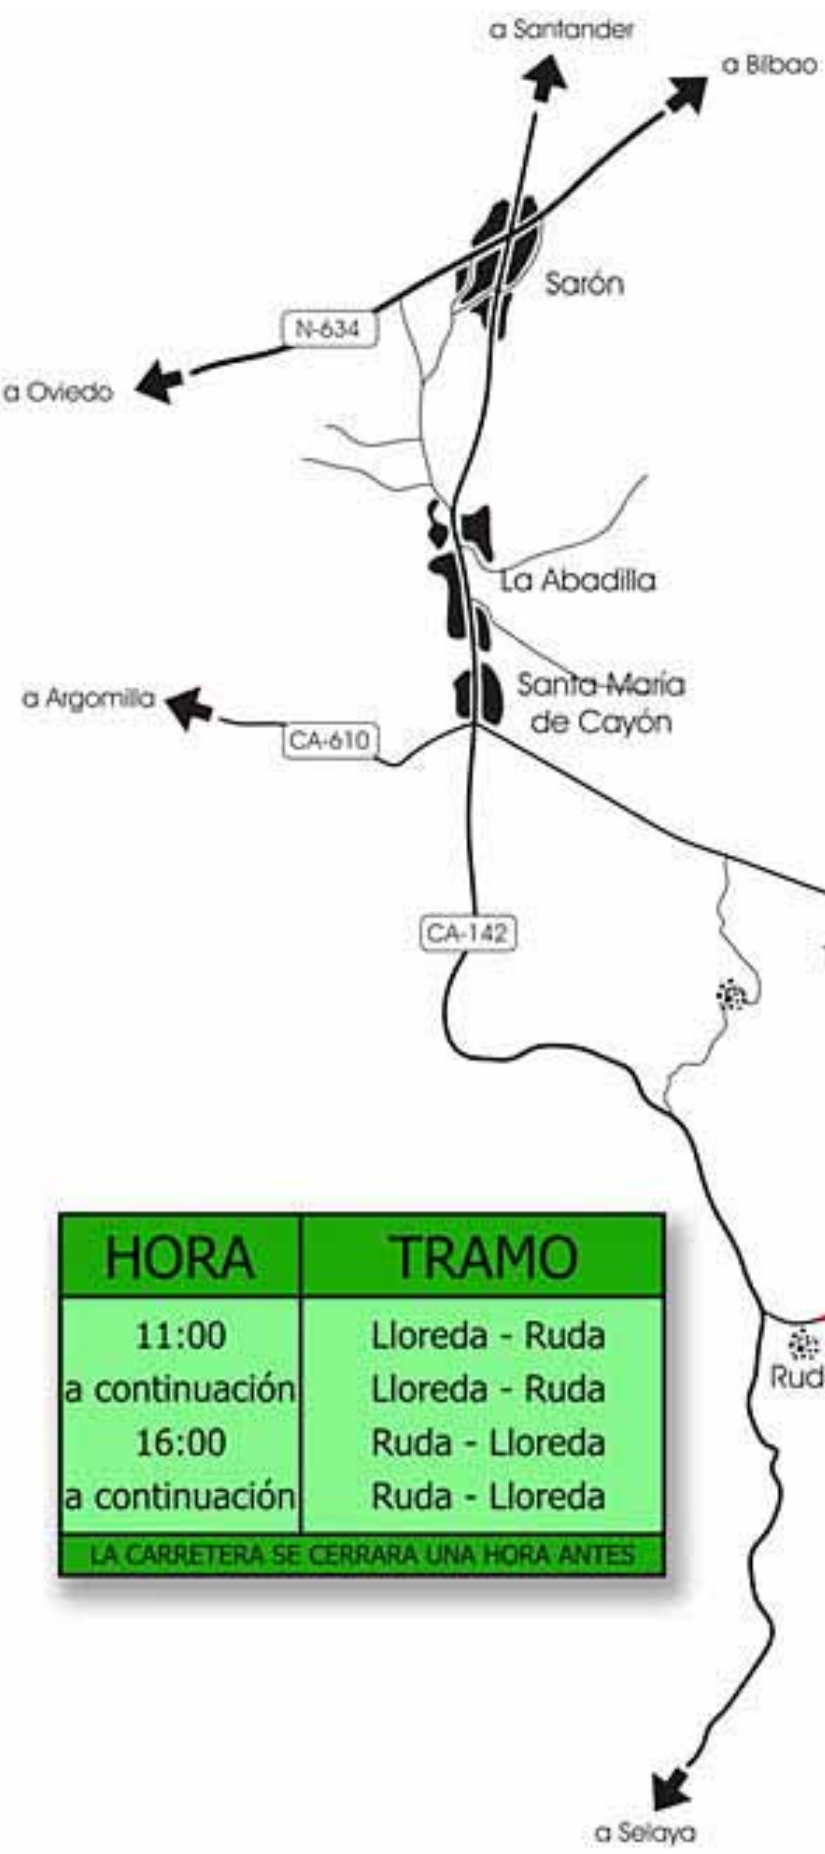 a Santander
a Bilbao
Sarón
N-634
a Oviedo
La Abadilla
Santa María
de Cayón
a Argomilla
CA-610
CA-142
HORA TRAMO
11:00 Lloreda - Ruda
a continuación Lloreda - Ruda
16:00 Ruda - Lloreda
a continuación Ruda - Lloreda
LA CARRETERA SE CERRARA UNA HORA ANTES
Rud
a Selaya